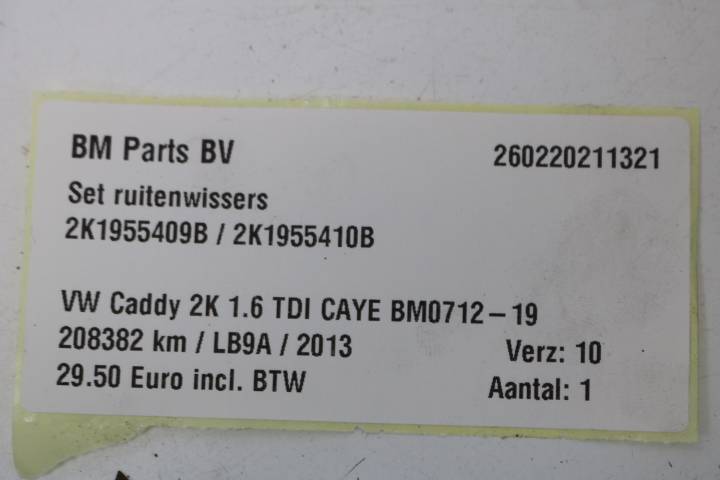 BM Parts BV 260220211321
Set ruitenwissers
2K1955409B / 2K1955410B
VW Caddy 2K 1.6 TDI CAYE BM0712-19
208382 km / LB9A / 2013 Verz: 10
29.50 Euro incl. BTW Aantal: 1